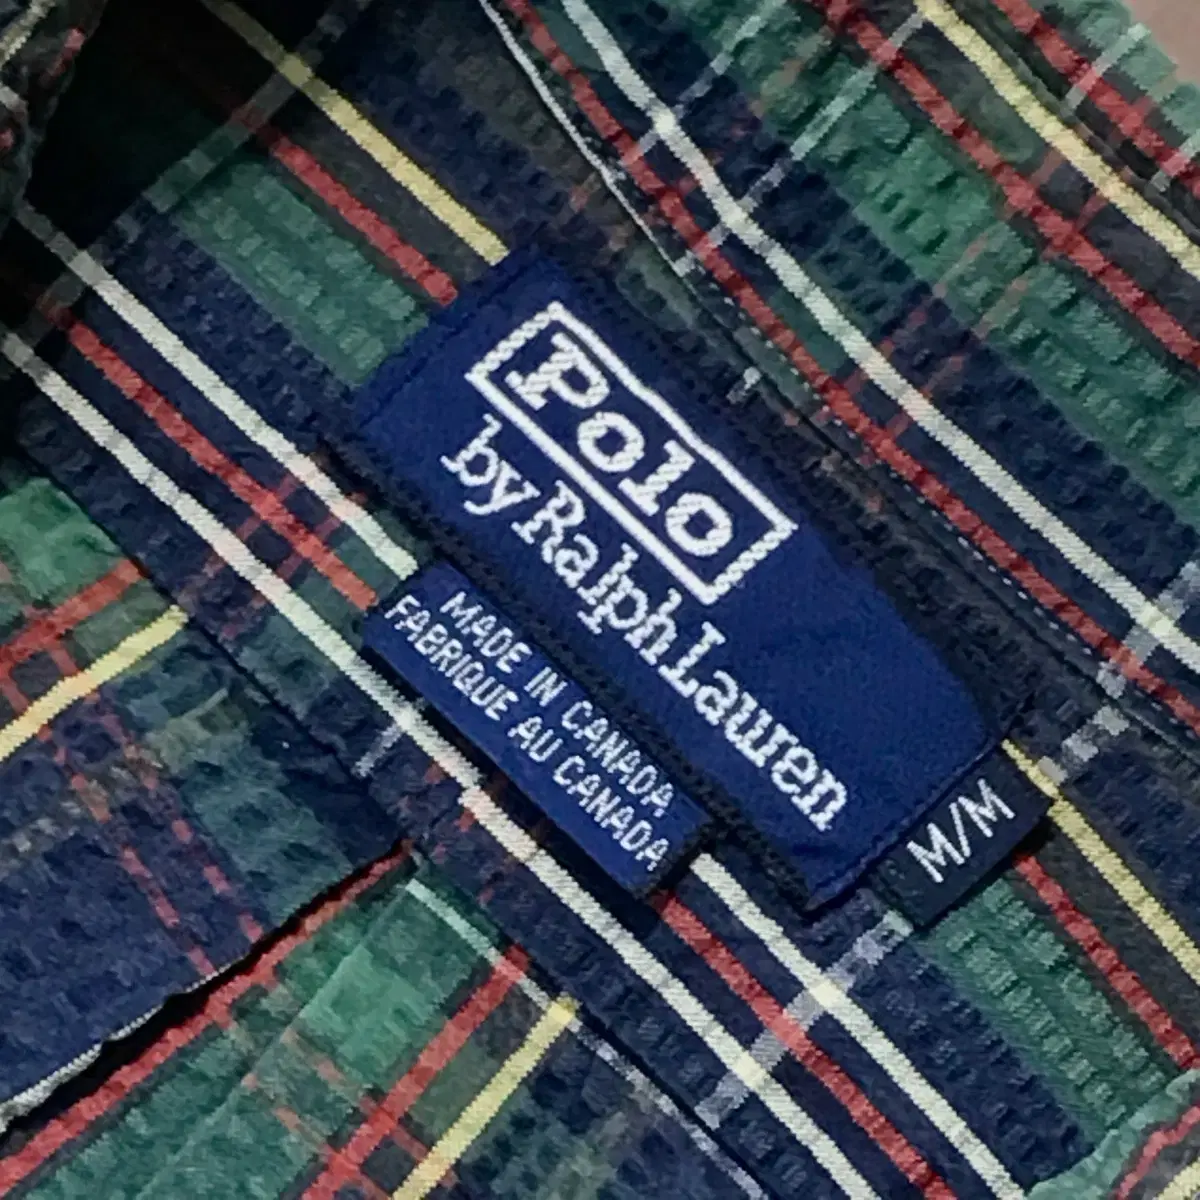 Polo
by Ralph Lauren
MADE IN CANADA
FABRIQUE AU CANADA
M/M